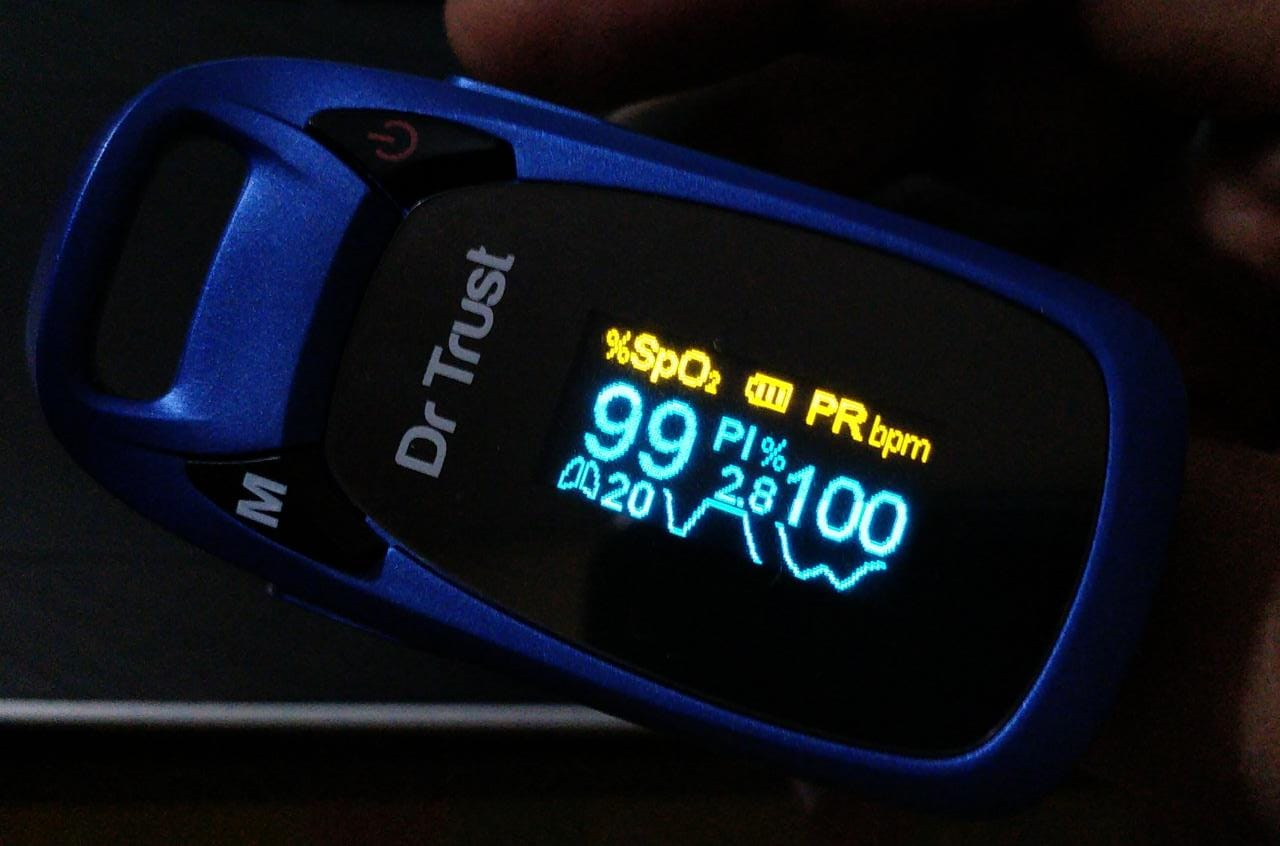 Dr Trust
M
%SpO₂ PR bpm
99 PI% 100
20 2.8